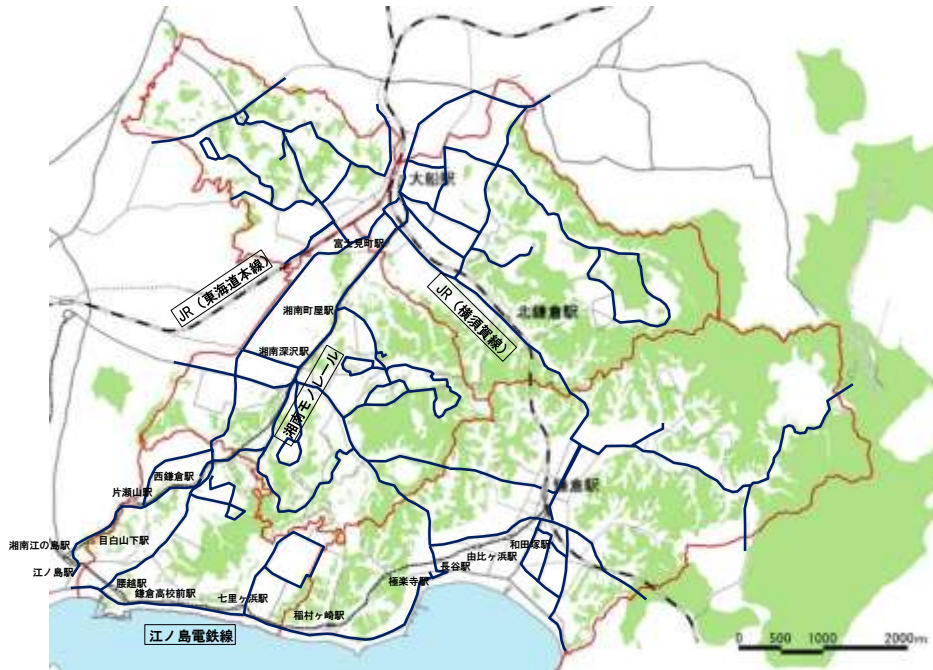 大船駅
富士見町駅
JR（東海道本線）
JR（横須賀線）
北鎌倉駅
湘南町屋駅
湘南深沢駅
湘南モノレール
西鎌倉駅
片瀬山駅
鎌倉駅
湘南江の島駅
目白山下駅
和田塚駅
由比ヶ浜駅
長谷駅
江ノ島駅
極楽寺駅
腰越駅
鎌倉高校前駅
七里ヶ浜駅
稲村ヶ崎駅
江ノ島電鉄線
0 500 1000 2000m